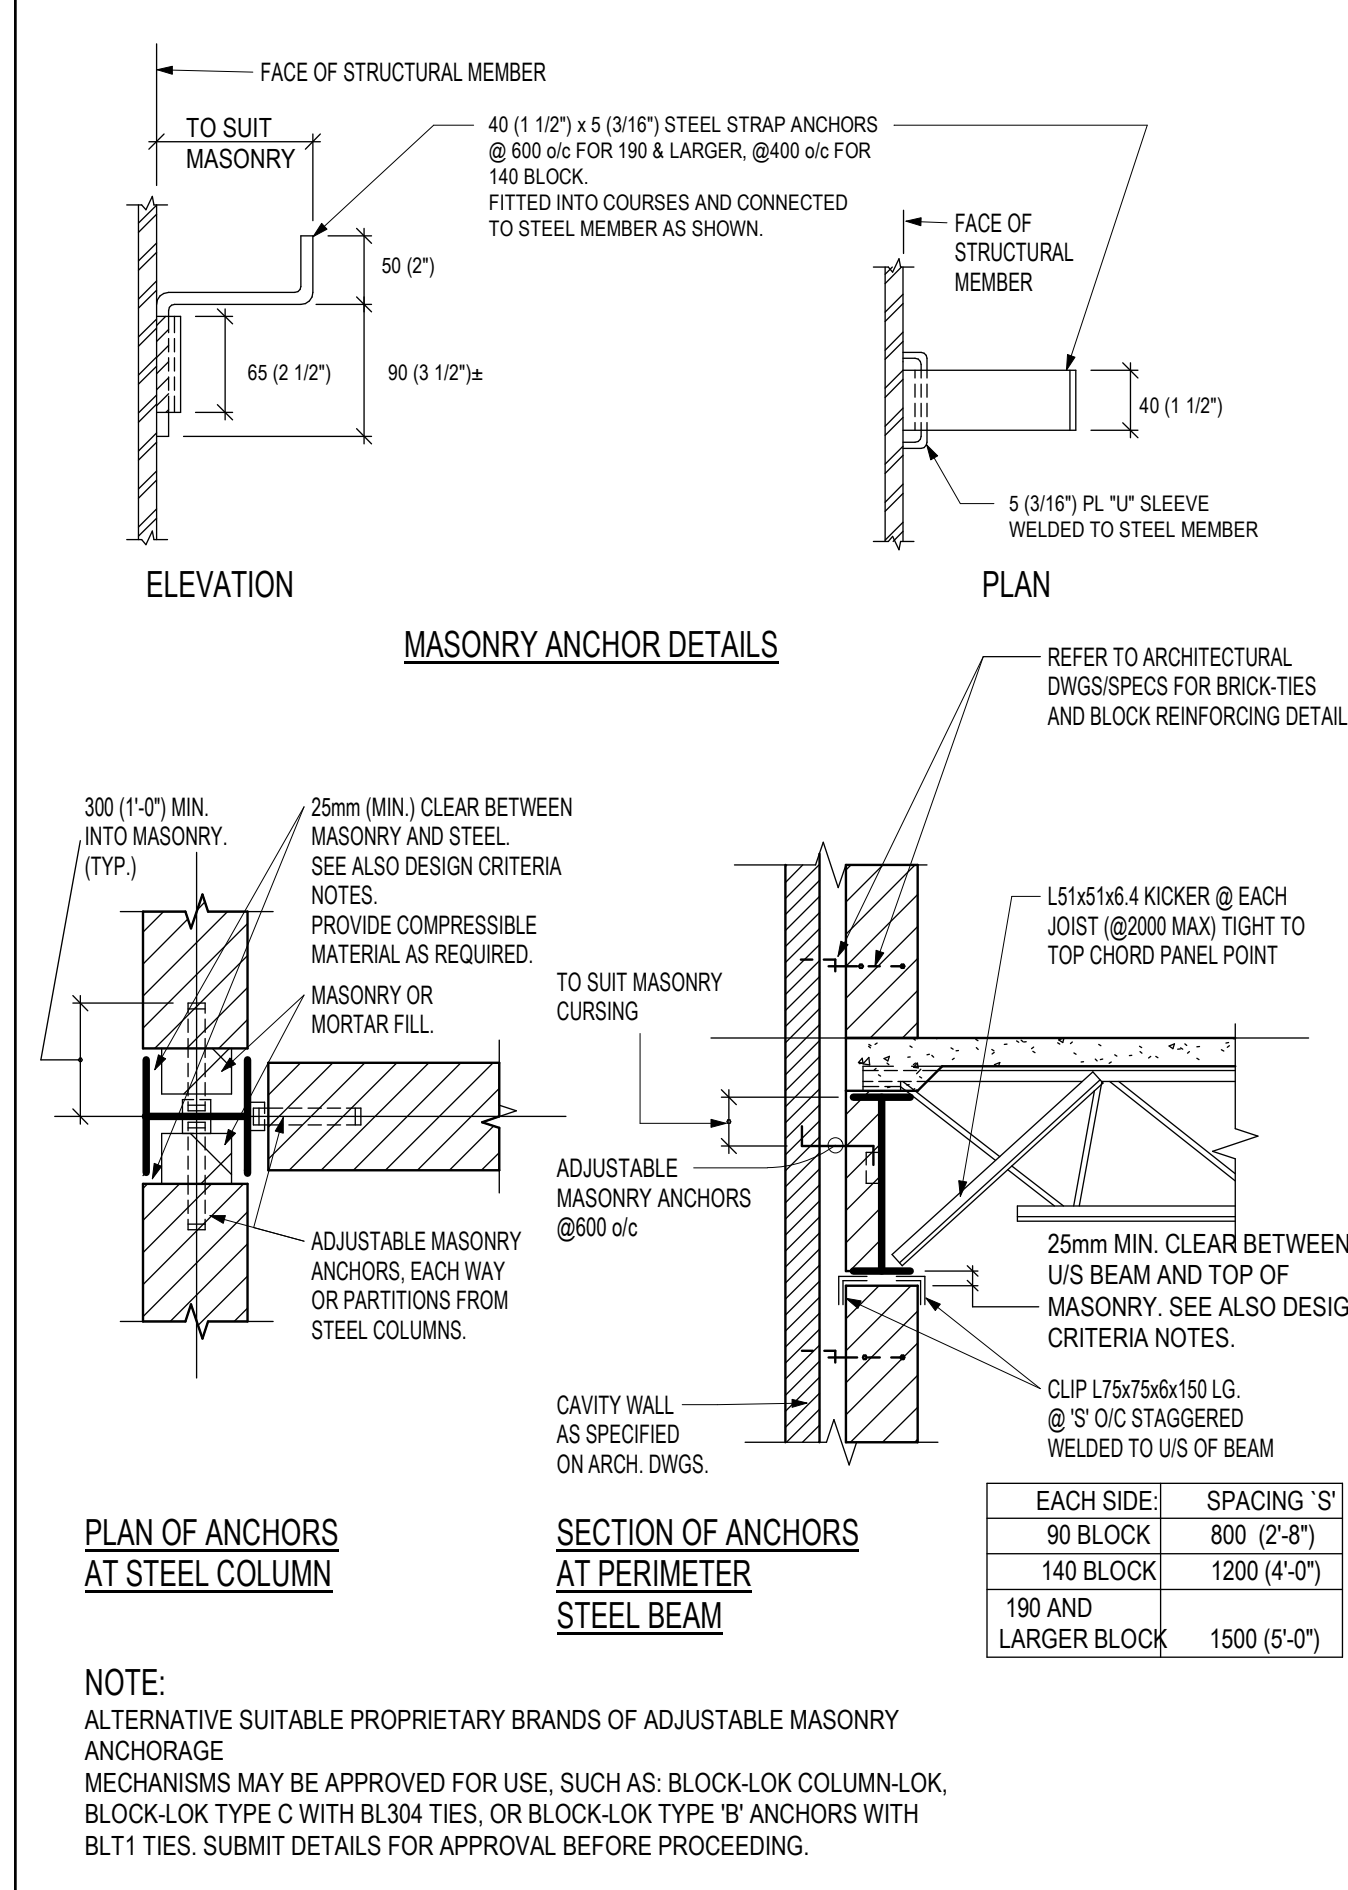 FACE OF STRUCTURAL MEMBER
TO SUIT
MASONRY
40 (1 1/2") x 5 (3/16") STEEL STRAP ANCHORS
@ 600 o/c FOR 190 & LARGER, @400 o/c FOR
140 BLOCK.
FITTED INTO COURSES AND CONNECTED
TO STEEL MEMBER AS SHOWN.
50 (2")
65 (2 1/2")
90 (3 1/2")±
FACE OF
STRUCTURAL
MEMBER
40 (1 1/2")
5 (3/16") PL "U" SLEEVE
WELDED TO STEEL MEMBER
ELEVATION
PLAN
MASONRY ANCHOR DETAILS
300 (1'-0") MIN.
INTO MASONRY.
(TYP.)
25mm (MIN.) CLEAR BETWEEN
MASONRY AND STEEL.
SEE ALSO DESIGN CRITERIA
NOTES.
PROVIDE COMPRESSIBLE
MATERIAL AS REQUIRED.
MASONRY OR
MORTAR FILL.
ADJUSTABLE MASONRY
ANCHORS, EACH WAY
OR PARTITIONS FROM
STEEL COLUMNS.
PLAN OF ANCHORS
AT STEEL COLUMN
REFER TO ARCHITECTURAL
DWGS/SPECS FOR BRICK-TIES
AND BLOCK REINFORCING DETAIL
L51x51x6.4 KICKER @ EACH
JOIST (@2000 MAX) TIGHT TO
TOP CHORD PANEL POINT
TO SUIT MASONRY
CURSING
ADJUSTABLE
MASONRY ANCHORS
@600 o/c
25mm MIN. CLEAR BETWEEN
U/S BEAM AND TOP OF
MASONRY. SEE ALSO DESIG
CRITERIA NOTES.
CLIP L75x75x6x150 LG.
@ 'S' O/C STAGGERED
WELDED TO U/S OF BEAM
CAVITY WALL
AS SPECIFIED
ON ARCH. DWGS.
SECTION OF ANCHORS
AT PERIMETER
STEEL BEAM
EACH SIDE: SPACING `S'
90 BLOCK 800 (2'-8")
140 BLOCK 1200 (4'-0")
190 AND
LARGER BLOCK 1500 (5'-0")
NOTE:
ALTERNATIVE SUITABLE PROPRIETARY BRANDS OF ADJUSTABLE MASONRY
ANCHORAGE
MECHANISMS MAY BE APPROVED FOR USE, SUCH AS: BLOCK-LOK COLUMN-LOK,
BLOCK-LOK TYPE C WITH BL304 TIES, OR BLOCK-LOK TYPE 'B' ANCHORS WITH
BLT1 TIES. SUBMIT DETAILS FOR APPROVAL BEFORE PROCEEDING.